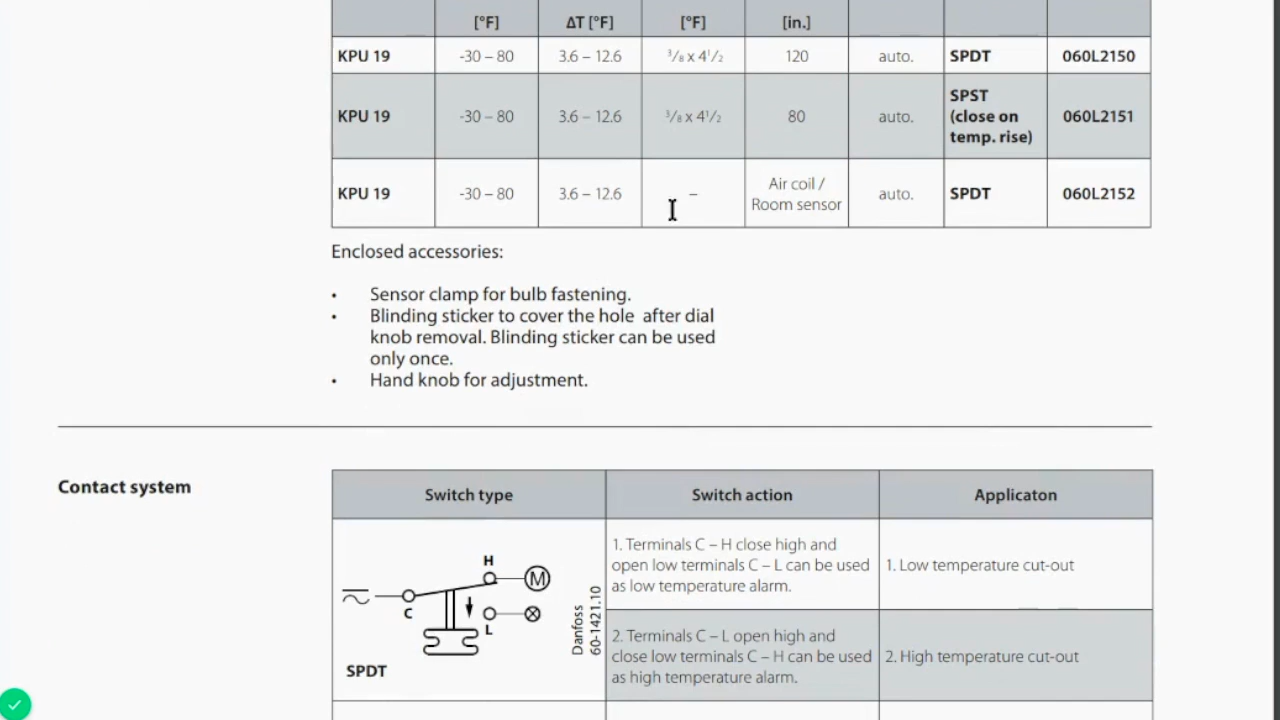 [°F] ΔT [°F] [°F] [in.]
KPU 19 -30 – 80 3.6 – 12.6 3/8 x 4 1/2 120 auto. SPDT 060L2150
KPU 19 -30 – 80 3.6 – 12.6 3/8 x 4 1/2 80 auto. SPST (close on temp. rise) 060L2151
KPU 19 -30 – 80 3.6 – 12.6 – Air coil / Room sensor auto. SPDT 060L2152
Enclosed accessories:
• Sensor clamp for bulb fastening.
• Blinding sticker to cover the hole after dial
knob removal. Blinding sticker can be used
only once.
• Hand knob for adjustment.
Contact system
Switch type Switch action Applicaton
H
M
C
L
SPDT
Danfoss
60-1421.10
1. Terminals C – H close high and
open low terminals C – L can be used
as low temperature alarm.
1. Low temperature cut-out
2. Terminals C – L open high and
close low terminals C – H can be used
as high temperature alarm.
2. High temperature cut-out